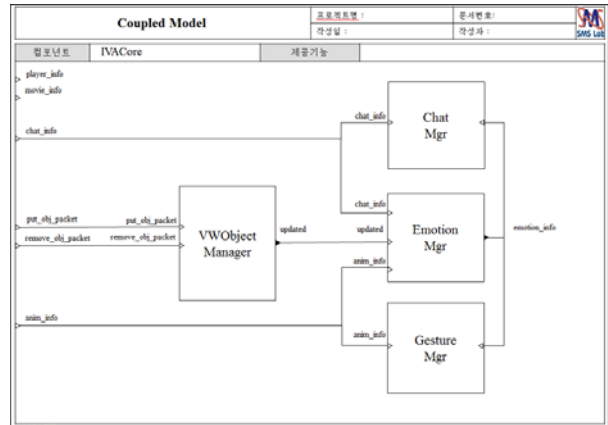 Coupled Model
프로젝트명 :
문서번호:
작성일 :
작성자 :
SMS Lab
컴포넌트
IVACore
제공기능
player_info
movie_info
chat_info
chat_info
Chat
Mgr
chat_info
put_obj_packet
put_obj_packet
remove_obj_packet
remove_obj_packet
VWObject
Manager
updated
updated
Emotion
Mgr
emotion_info
anim_info
anim_info
anim_info
Gesture
Mgr